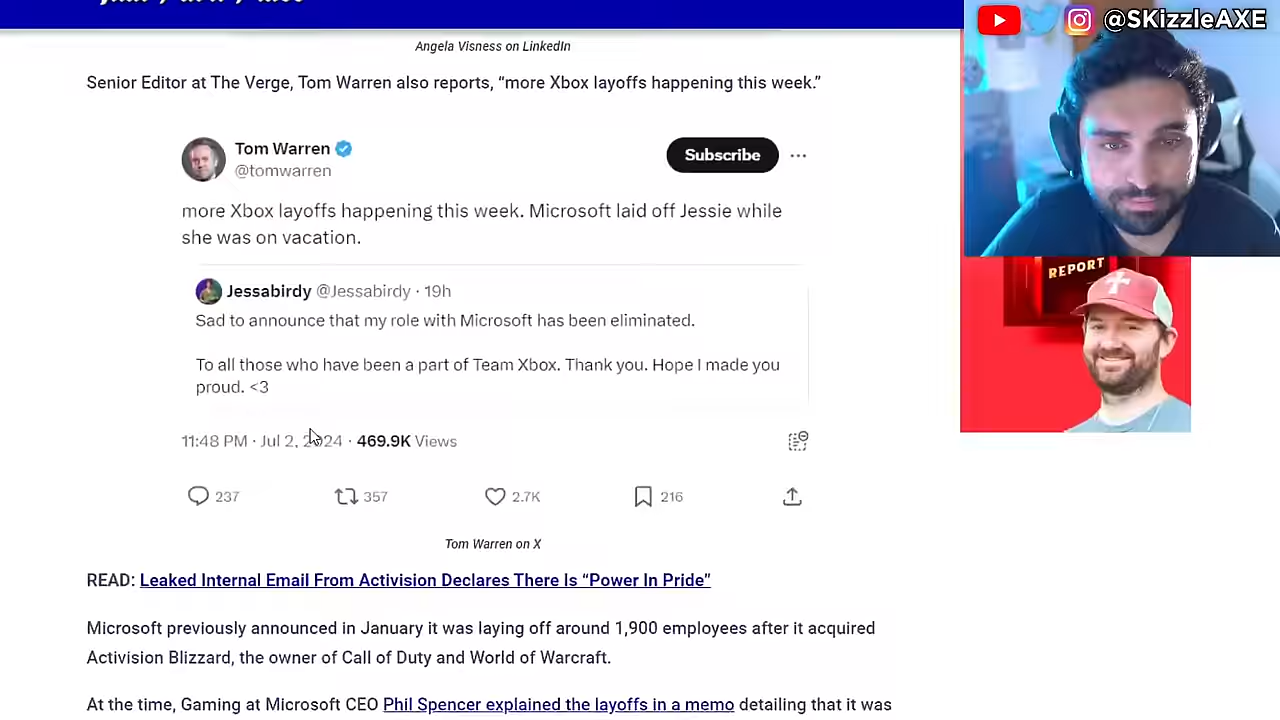 @SKizzleAXE
Angela Visness on LinkedIn
Senior Editor at The Verge, Tom Warren also reports, “more Xbox layoffs happening this week.”
Tom Warren
@tomwarren
Subscribe
more Xbox layoffs happening this week. Microsoft laid off Jessie while
she was on vacation.
Jessabirdy @Jessabirdy · 19h
Sad to announce that my role with Microsoft has been eliminated.
To all those who have been a part of Team Xbox. Thank you. Hope I made you
proud. <3
11:48 PM · Jul 2, 2024 · 469.9K Views
237 357 2.7K 216
Tom Warren on X
READ: Leaked Internal Email From Activision Declares There Is “Power In Pride”
Microsoft previously announced in January it was laying off around 1,900 employees after it acquired
Activision Blizzard, the owner of Call of Duty and World of Warcraft.
At the time, Gaming at Microsoft CEO Phil Spencer explained the layoffs in a memo detailing that it was
REPORT